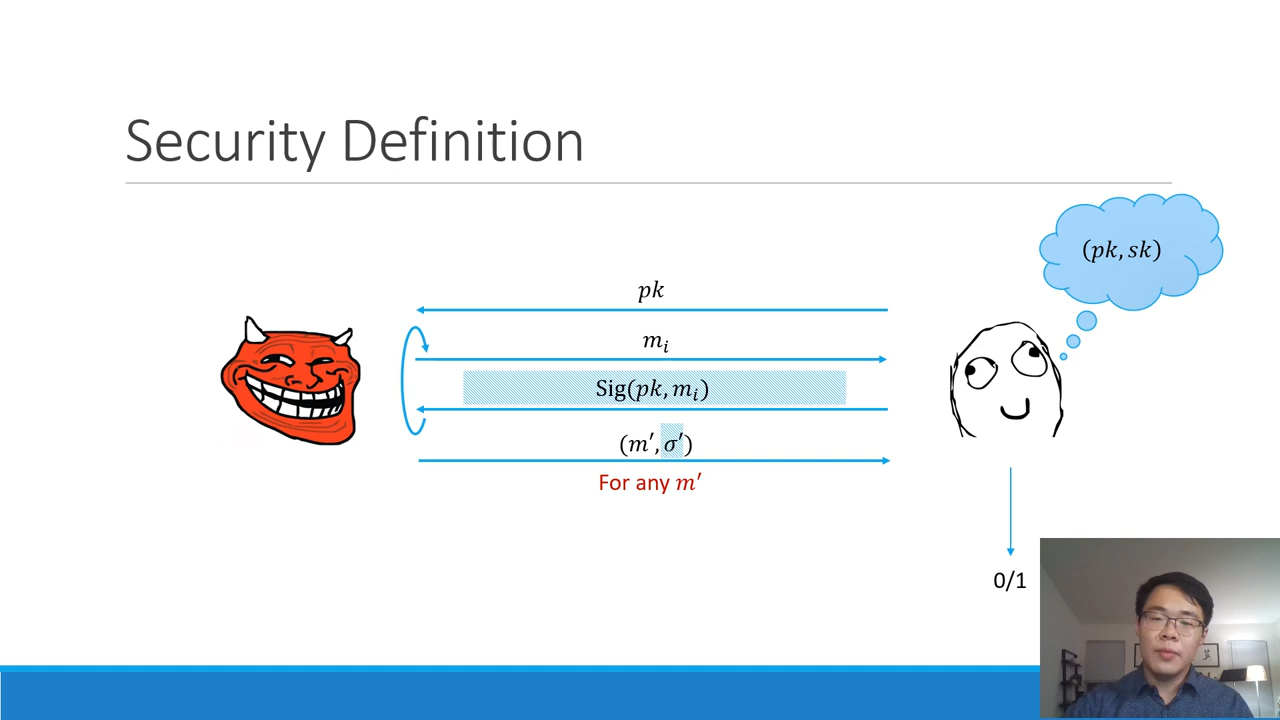 Security Definition
(pk, sk)
pk
m_i
Sig(pk, m_i)
(m′, σ′)
For any m′
0/1